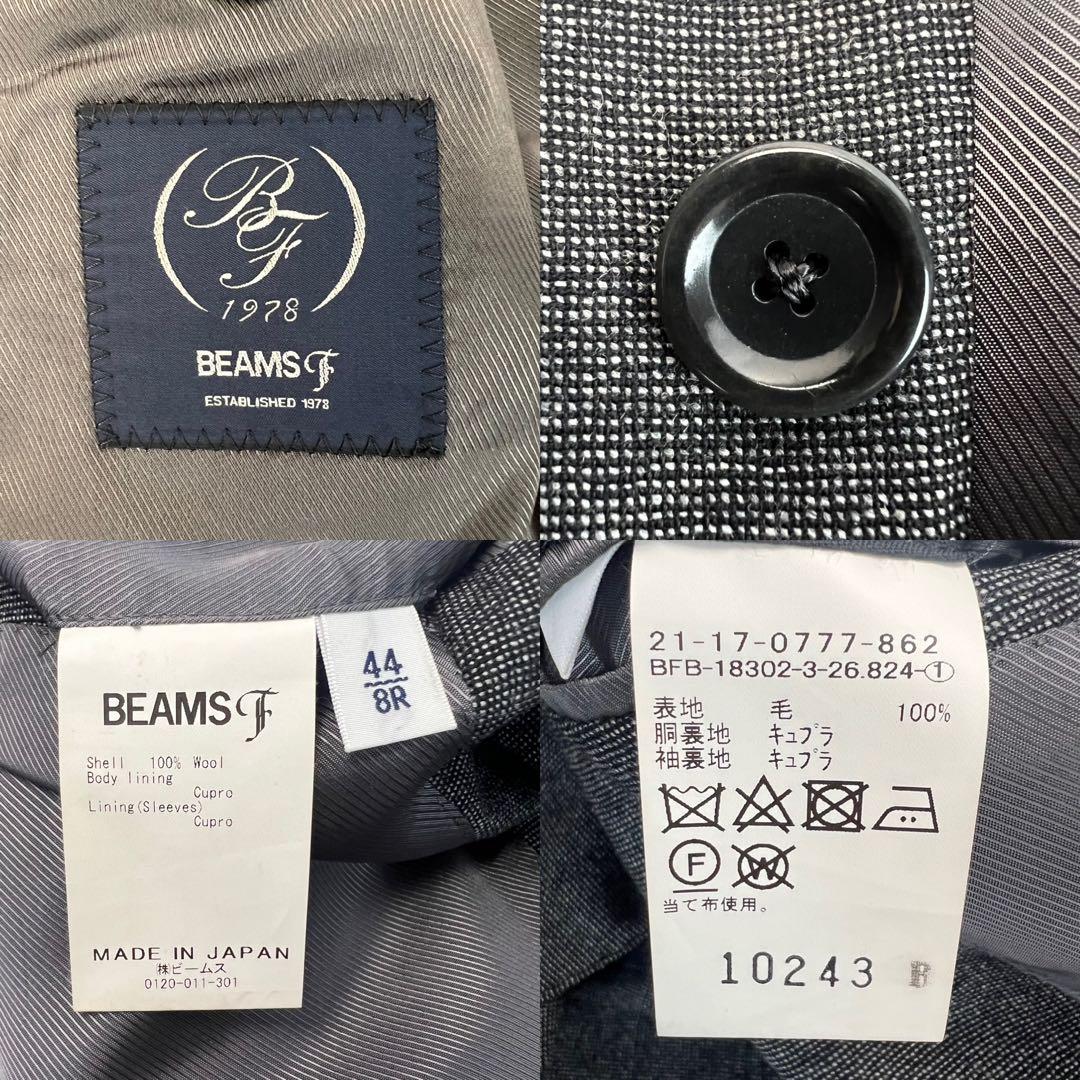 BF
1978
BEAMS F
ESTABLISHED 1978
BEAMS F
Shell 100% Wool
Body lining
Cupro
Lining(Sleeves)
Cupro
MADE IN JAPAN
㈱ビームス
0120-011-301
44
8R
21-17-0777-862
BFB-18302-3-26.824-①
表地 毛 100%
胴裏地 キュプラ
袖裏地 キュプラ
F W
当て布使用。
10243 R